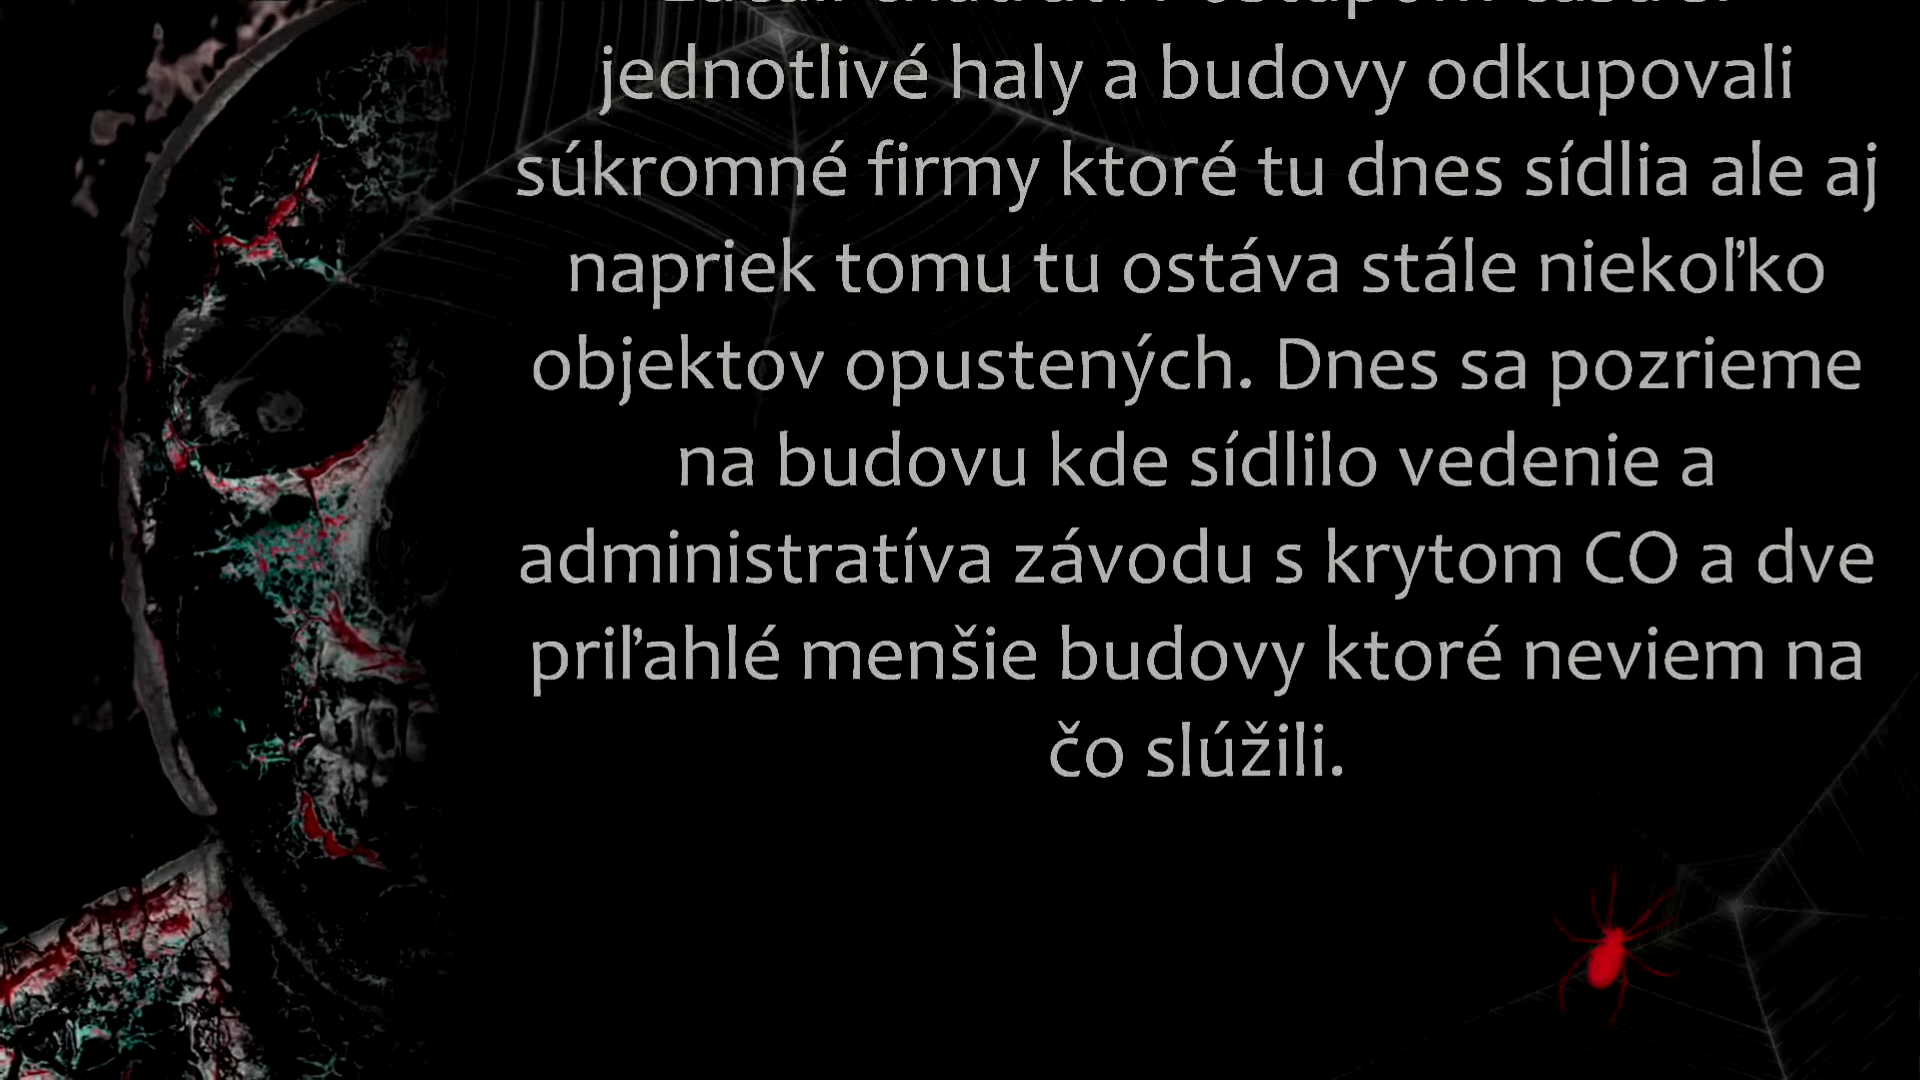 jednotlivé haly a budovy odkupovali
súkromné firmy ktoré tu dnes sídlia ale aj
napriek tomu tu ostáva stále niekoľko
objektov opustených. Dnes sa pozrieme
na budovu kde sídlilo vedenie a
administratíva závodu s krytom CO a dve
priľahlé menšie budovy ktoré neviem na
čo slúžili.